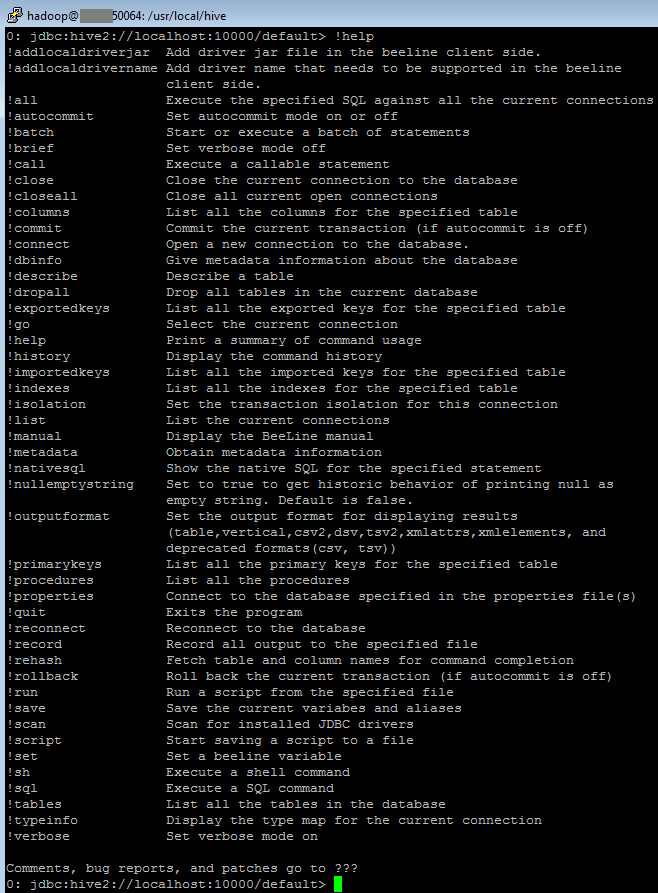 hadoop@ 50064: /usr/local/hive
0: jdbc:hive2://localhost:10000/default> !help
!addlocaldriverjar  Add driver jar file in the beeline client side.
!addlocaldrivername Add driver name that needs to be supported in the beeline
                    client side.
!all                Execute the specified SQL against all the current connections
!autocommit         Set autocommit mode on or off
!batch              Start or execute a batch of statements
!brief              Set verbose mode off
!call               Execute a callable statement
!close              Close the current connection to the database
!closeall           Close all current open connections
!columns            List all the columns for the specified table
!commit             Commit the current transaction (if autocommit is off)
!connect            Open a new connection to the database.
!dbinfo             Give metadata information about the database
!describe           Describe a table
!dropall            Drop all tables in the current database
!exportedkeys       List all the exported keys for the specified table
!go                 Select the current connection
!help               Print a summary of command usage
!history            Display the command history
!importedkeys       List all the imported keys for the specified table
!indexes            List all the indexes for the specified table
!isolation          Set the transaction isolation for this connection
!list               List the current connections
!manual             Display the BeeLine manual
!metadata           Obtain metadata information
!nativesql          Show the native SQL for the specified statement
!nullemptystring    Set to true to get historic behavior of printing null as
                    empty string. Default is false.
!outputformat       Set the output format for displaying results
                    (table,vertical,csv2,dsv,tsv2,xmlattrs,xmlelements, and
                    deprecated formats(csv, tsv))
!primarykeys        List all the primary keys for the specified table
!procedures         List all the procedures
!properties         Connect to the database specified in the properties file(s)
!quit               Exits the program
!reconnect          Reconnect to the database
!record             Record all output to the specified file
!rehash             Fetch table and column names for command completion
!rollback           Roll back the current transaction (if autocommit is off)
!run                Run a script from the specified file
!save               Save the current variabes and aliases
!scan               Scan for installed JDBC drivers
!script             Start saving a script to a file
!set                Set a beeline variable
!sh                 Execute a shell command
!sql                Execute a SQL command
!tables             List all the tables in the database
!typeinfo           Display the type map for the current connection
!verbose            Set verbose mode on
Comments, bug reports, and patches go to ???
0: jdbc:hive2://localhost:10000/default>